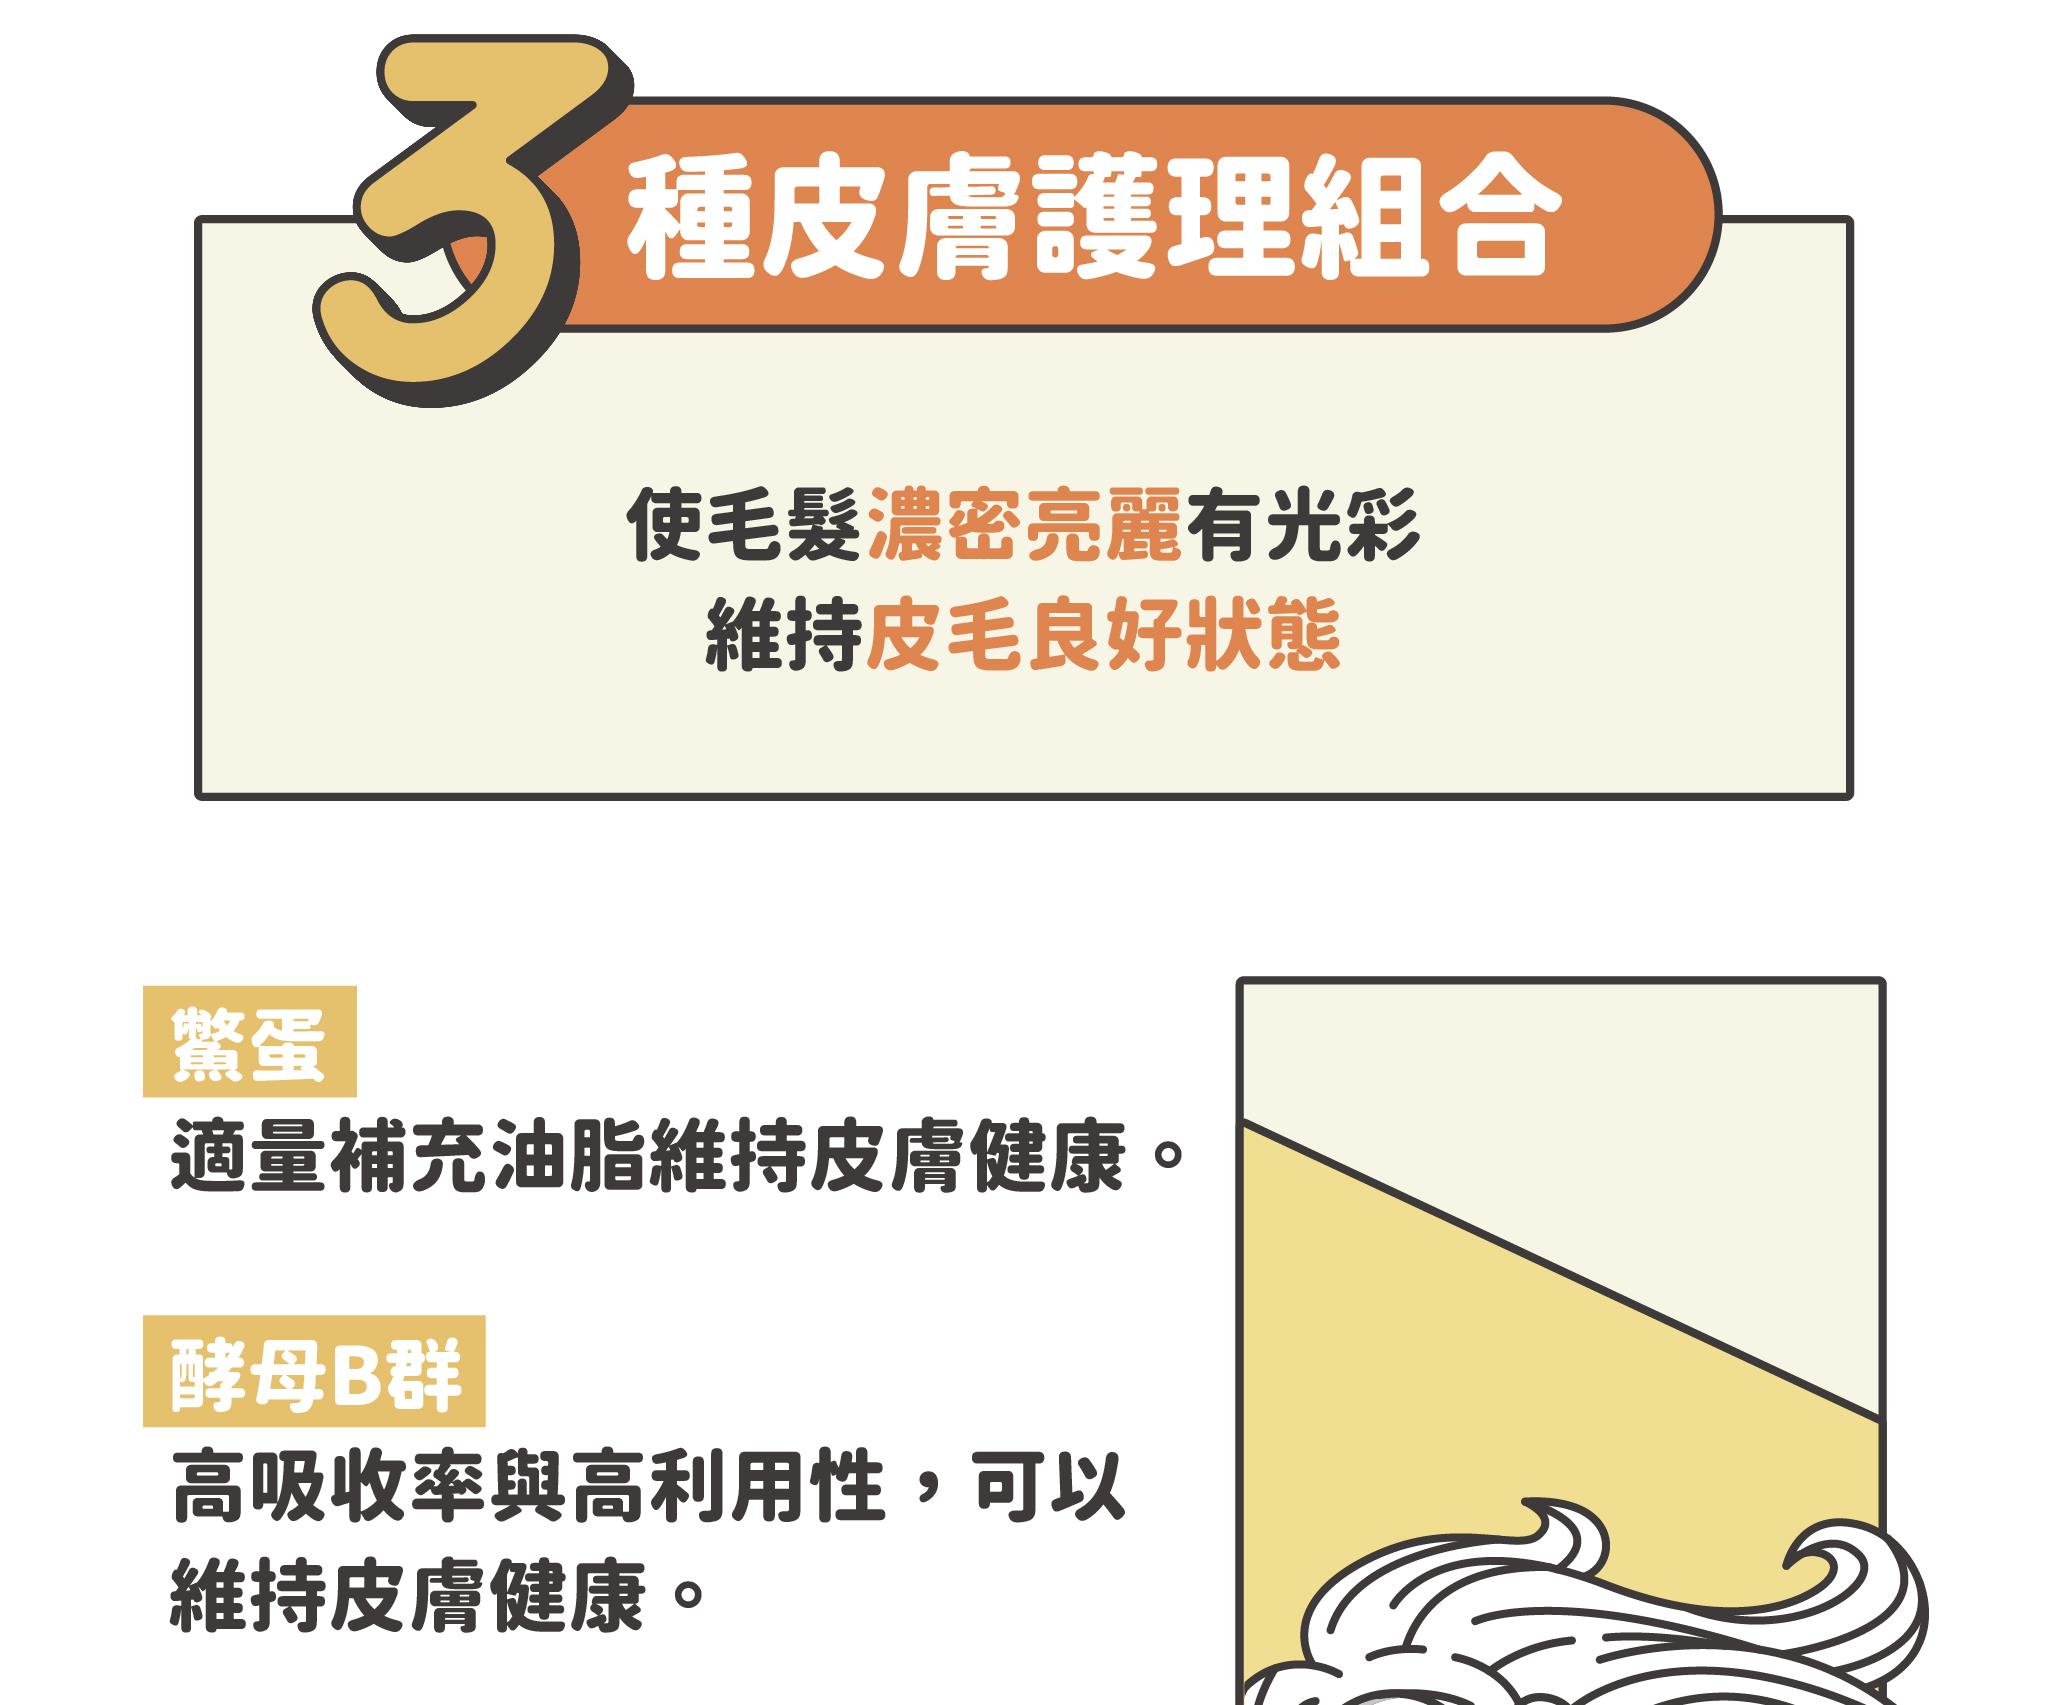 3種皮膚護理組合
使毛髮濃密亮麗有光彩
維持皮毛良好狀態
鱉蛋
適量補充油脂維持皮膚健康。
酵母B群
高吸收率與高利用性，可以
維持皮膚健康。